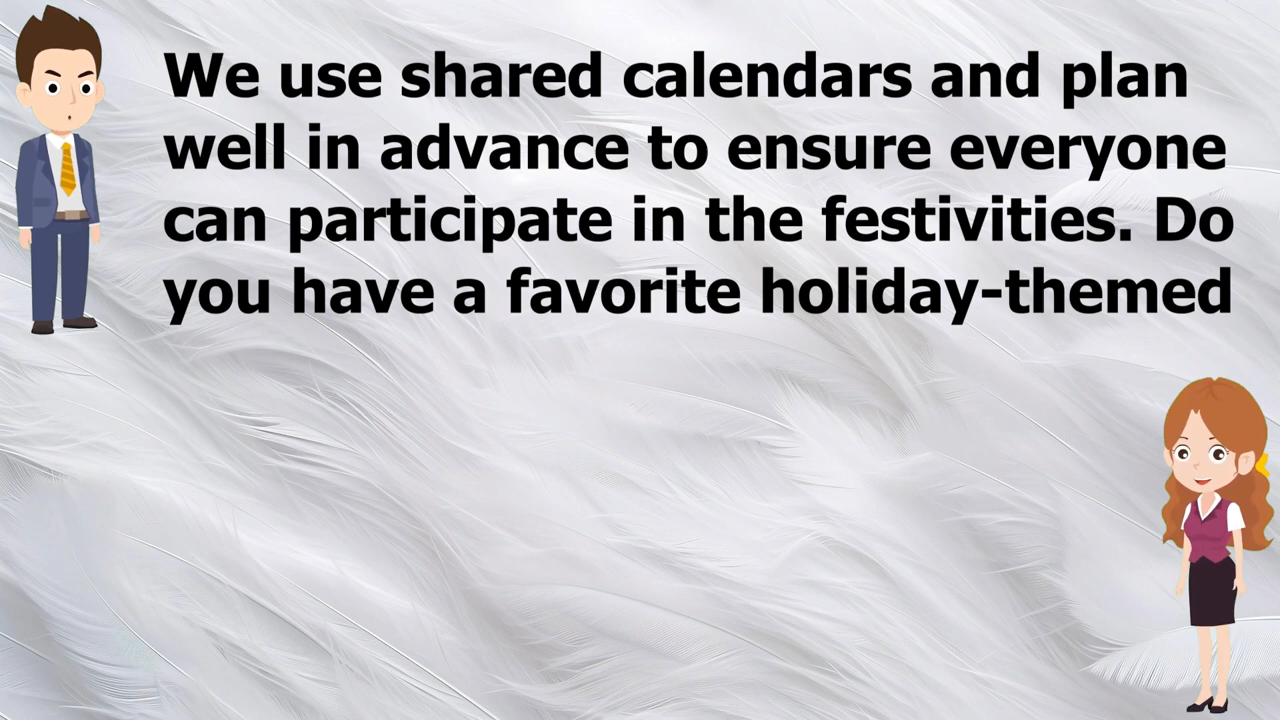 We use shared calendars and plan
well in advance to ensure everyone
can participate in the festivities. Do
you have a favorite holiday-themed